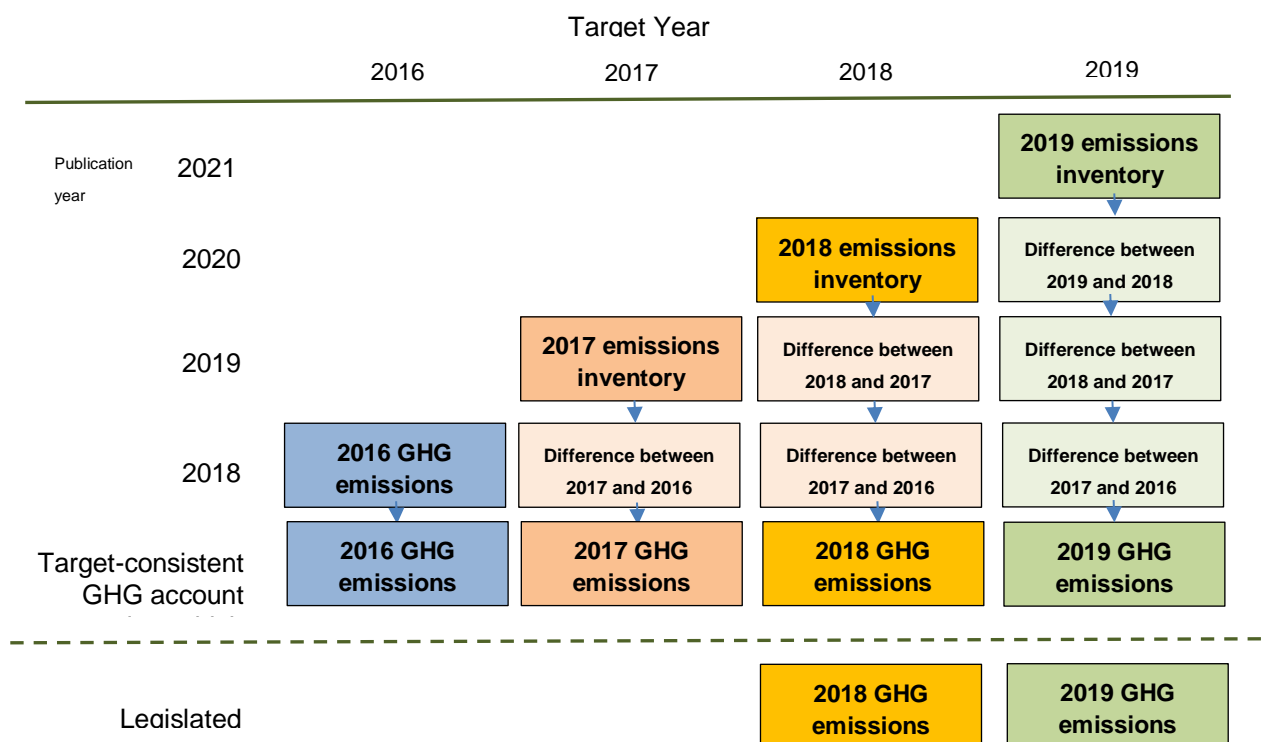 Target Year
2016 2017 2018 2019
2019 emissions
inventory
Publication
year
2021
2018 emissions
inventory
Difference between
2019 and 2018
2020
2017 emissions
inventory
Difference between
2018 and 2017
Difference between
2018 and 2017
2019
2016 GHG
emissions
Difference between
2017 and 2016
Difference between
2017 and 2016
Difference between
2017 and 2016
2018
Target-consistent
GHG account
2016 GHG
emissions
2017 GHG
emissions
2018 GHG
emissions
2019 GHG
emissions
Legislated
2018 GHG
emissions
2019 GHG
emissions